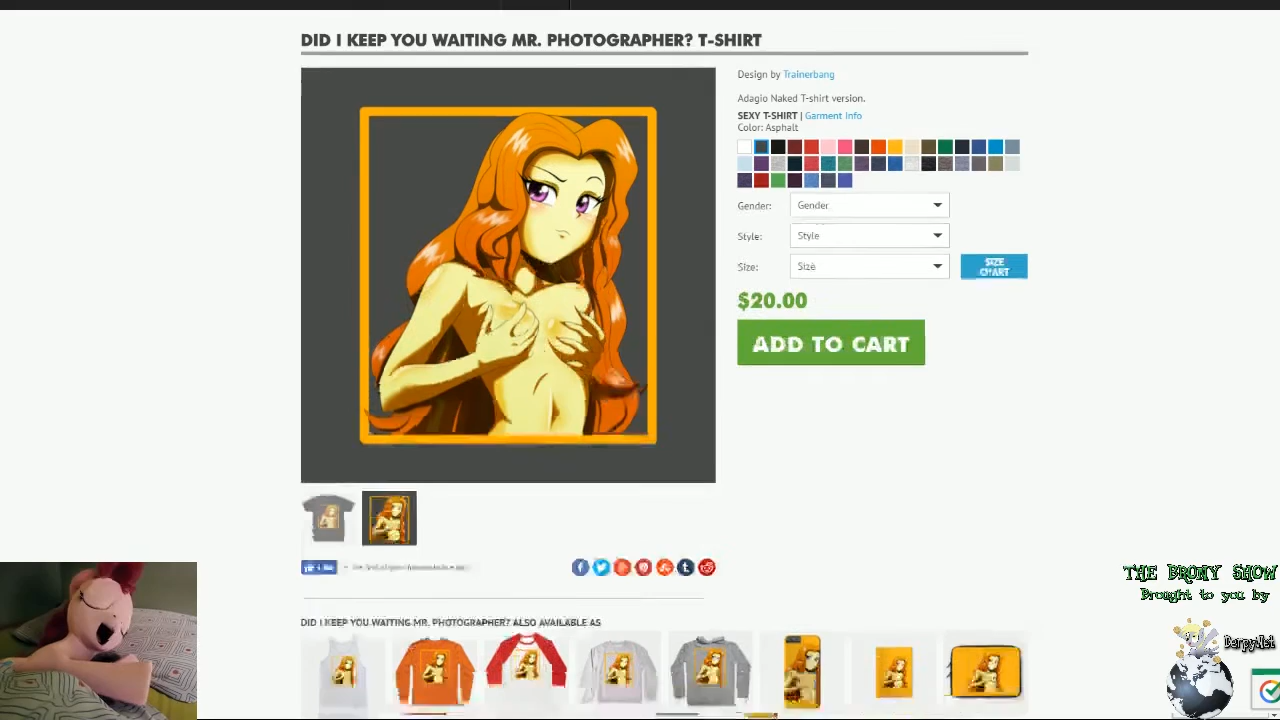 DID I KEEP YOU WAITING MR. PHOTOGRAPHER? T-SHIRT
Design by Trainerbang
Adagio Naked T-shirt version.
SEXY T-SHIRT | Garment Info
Color: Asphalt
Gender: Gender
Style: Style
Size: Size
SIZE CHART
$20.00
ADD TO CART
DID I KEEP YOU WAITING MR. PHOTOGRAPHER? ALSO AVAILABLE AS
THE BRONY SHOW
Brought to you by